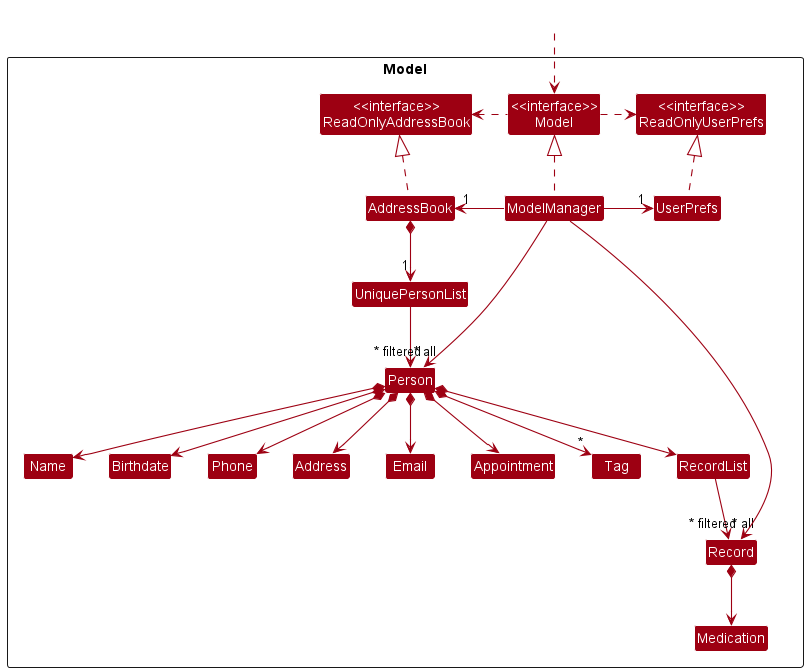 Model
<<interface>>
ReadOnlyAddressBook
<<interface>>
Model
<<interface>>
ReadOnlyUserPrefs
AddressBook
1
ModelManager
1
UserPrefs
1
UniquePersonList
* filtered
* all
Person
Name
Birthdate
Phone
Address
Email
Appointment
*
Tag
RecordList
* filtered
* all
Record
Medication